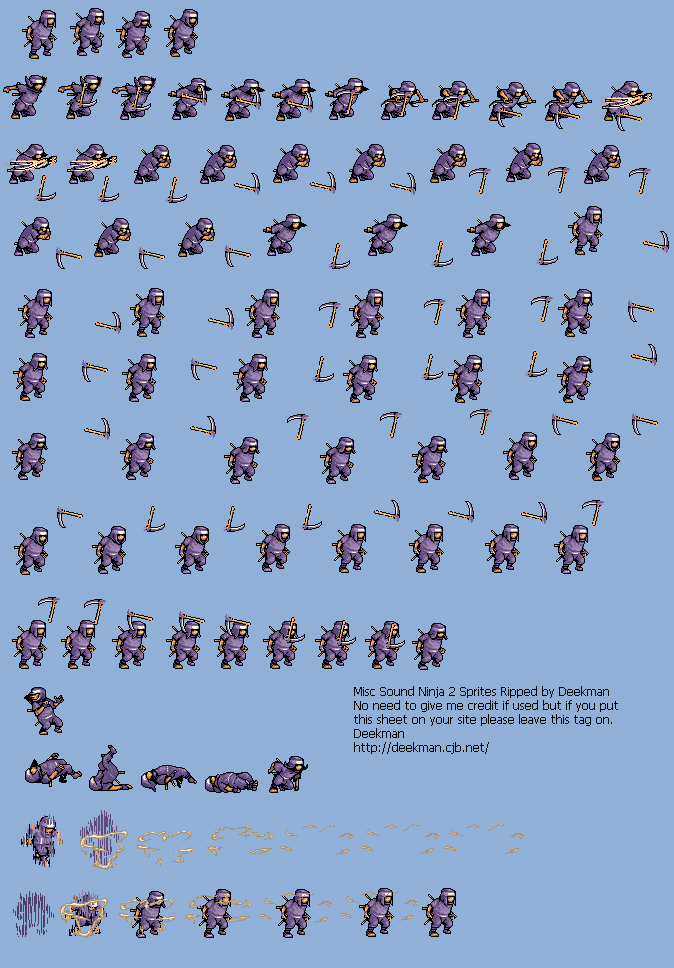 Misc Sound Ninja 2 Sprites Ripped by Deekman
No need to give me credit if used but if you put
this sheet on your site please leave this tag on.
Deekman
http://deekman.cjb.net/